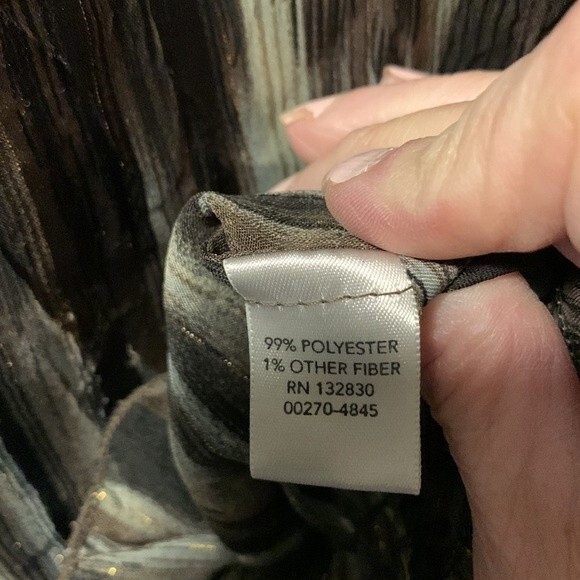 99% POLYESTER
1% OTHER FIBER
RN 132830
00270-4845